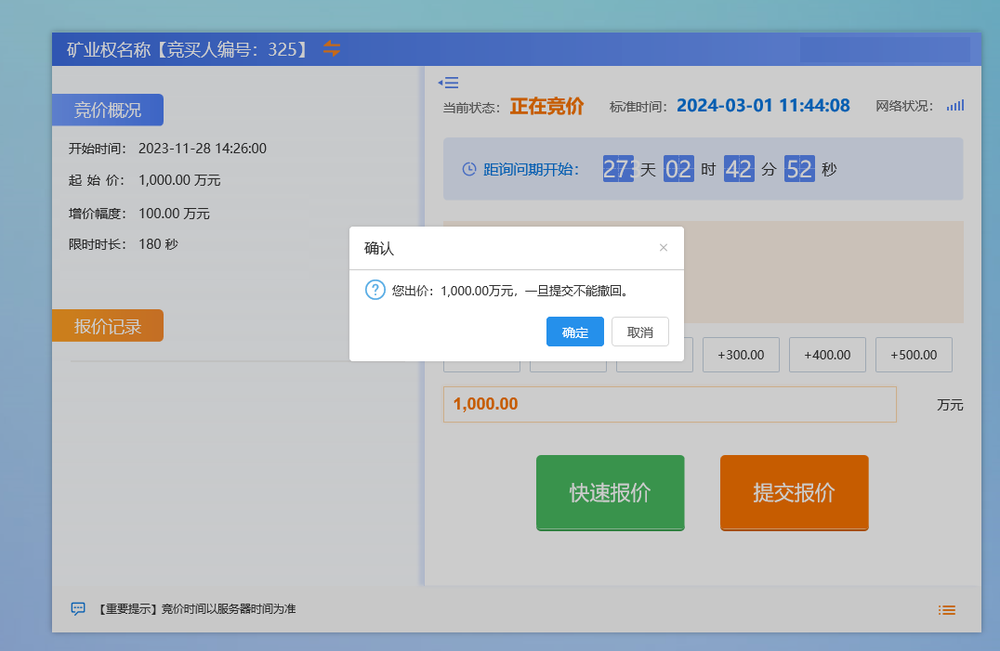 矿业权名称【竞买人编号：325】
竞价概况
开始时间： 2023-11-28 14:26:00
起 始 价： 1,000.00 万元
增价幅度： 100.00 万元
限时时长： 180 秒
报价记录
当前状态： 正在竞价 标准时间： 2024-03-01 11:44:08 网络状况：
距询问期开始： 273 天 02 时 42 分 52 秒
确认
×
您出价：1,000.00万元，一旦提交不能撤回。
确定 取消
+300.00 +400.00 +500.00
1,000.00 万元
快速报价 提交报价
【重要提示】竞价时间以服务器时间为准